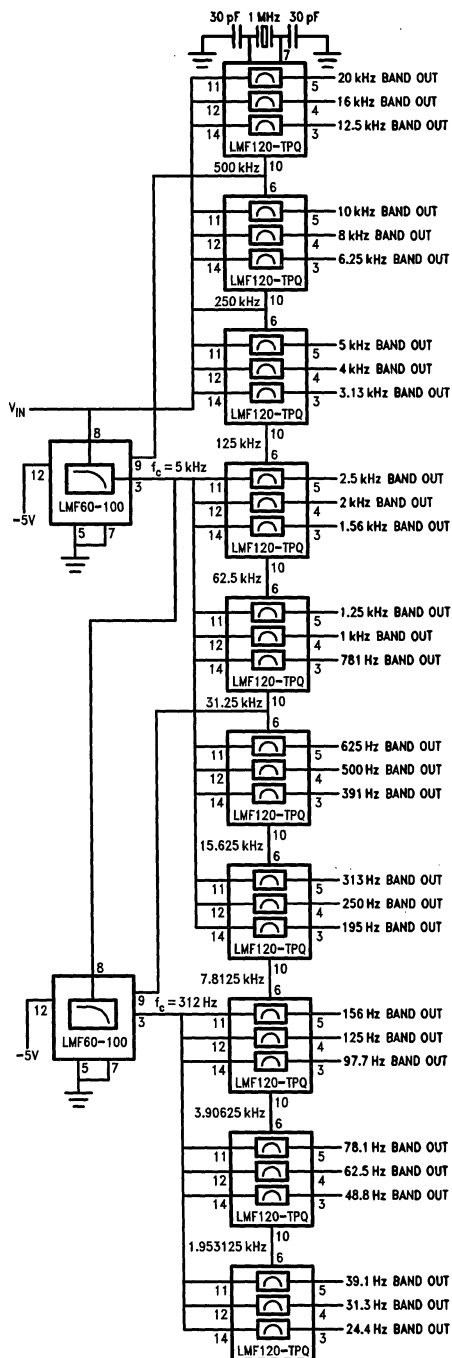 30 pF 1 MHz 30 pF
7
11 20 kHz BAND OUT 5
12 16 kHz BAND OUT 4
14 12.5 kHz BAND OUT 3
LMF120-TPQ
500 kHz 10
6
11 10 kHz BAND OUT 5
12 8 kHz BAND OUT 4
14 6.25 kHz BAND OUT 3
LMF120-TPQ
250 kHz 10
6
11 5 kHz BAND OUT 5
12 4 kHz BAND OUT 4
14 3.13 kHz BAND OUT 3
LMF120-TPQ
VIN
8
125 kHz 10
6
12 9 fc = 5 kHz
3
LMF60-100
-5V
5 7
11 2.5 kHz BAND OUT 5
12 2 kHz BAND OUT 4
14 1.56 kHz BAND OUT 3
LMF120-TPQ
62.5 kHz 10
6
11 1.25 kHz BAND OUT 5
12 1 kHz BAND OUT 4
14 781 Hz BAND OUT 3
LMF120-TPQ
31.25 kHz 10
6
11 625 Hz BAND OUT 5
12 500 Hz BAND OUT 4
14 391 Hz BAND OUT 3
LMF120-TPQ
15.625 kHz 10
6
11 313 Hz BAND OUT 5
12 250 Hz BAND OUT 4
14 195 Hz BAND OUT 3
LMF120-TPQ
8
7.8125 kHz 10
6
12 9 fc = 312 Hz
3
LMF60-100
-5V
5 7
11 156 Hz BAND OUT 5
12 125 Hz BAND OUT 4
14 97.7 Hz BAND OUT 3
LMF120-TPQ
3.90625 kHz 10
6
11 78.1 Hz BAND OUT 5
12 62.5 Hz BAND OUT 4
14 48.8 Hz BAND OUT 3
LMF120-TPQ
1.953125 kHz 10
6
11 39.1 Hz BAND OUT 5
12 31.3 Hz BAND OUT 4
14 24.4 Hz BAND OUT 3
LMF120-TPQ